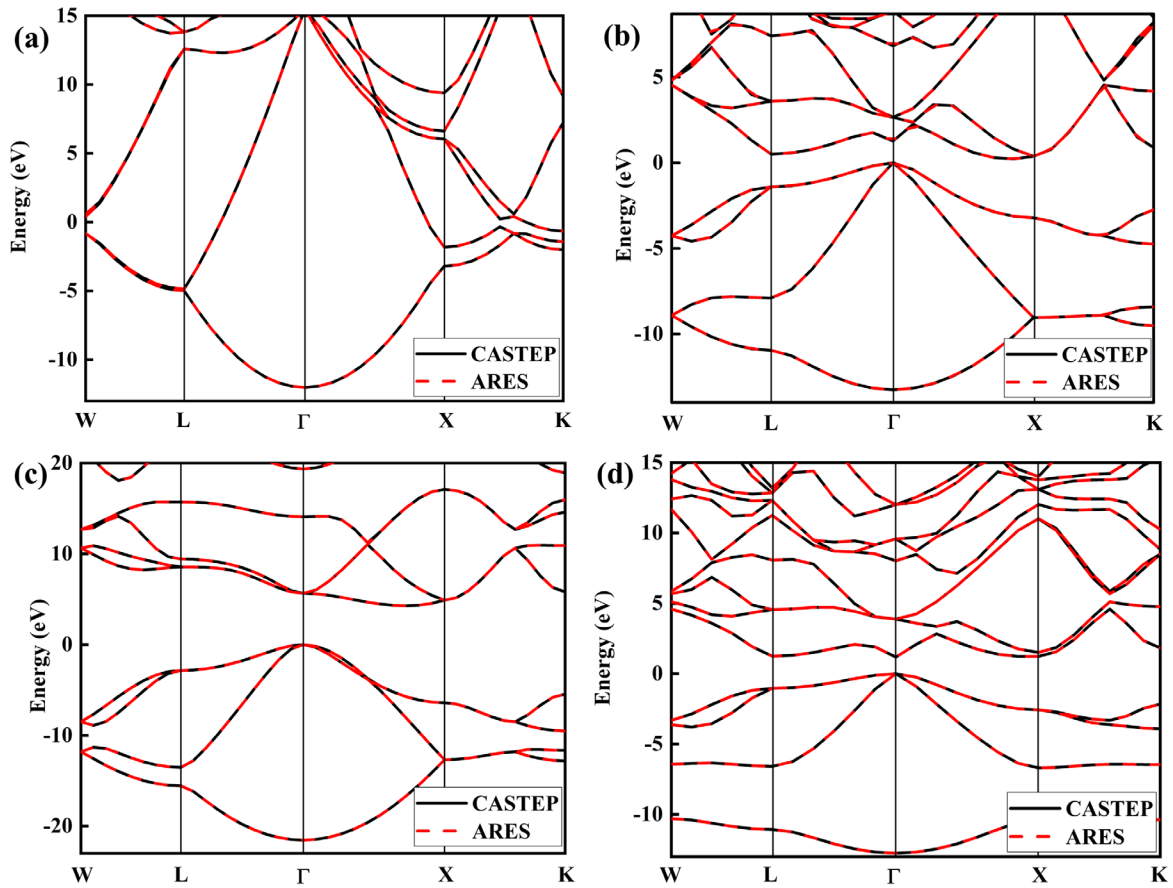 (a)
15
10
5
0
-5
-10
Energy (eV)
CASTEP
ARES
W L Γ X K
(b)
5
0
-5
-10
Energy (eV)
CASTEP
ARES
W L Γ X K
(c)
20
10
0
-10
-20
Energy (eV)
CASTEP
ARES
W L Γ X K
(d)
15
10
5
0
-5
-10
Energy (eV)
CASTEP
ARES
W L Γ X K